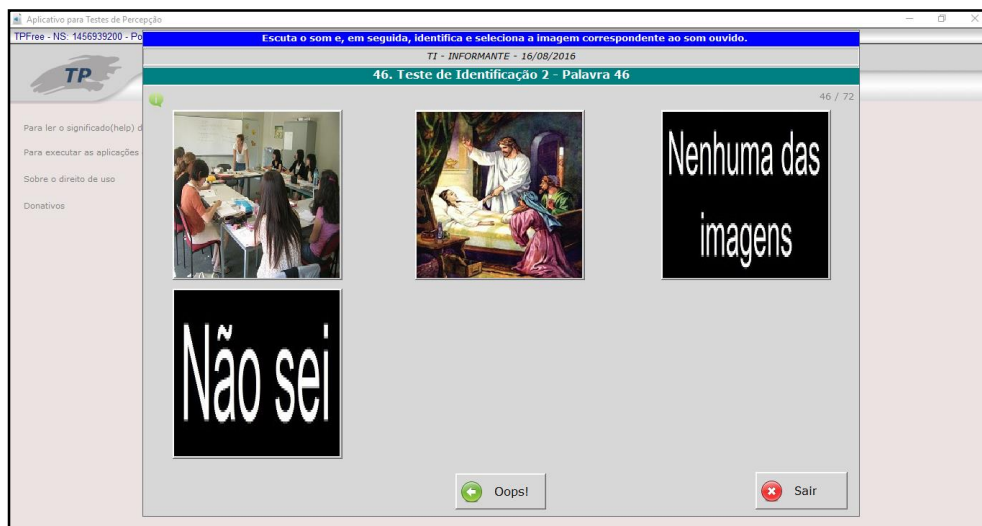 Aplicativo para Testes de Percepção
TPFree - NS: 1456939200 - Po
Escuta o som e, em seguida, identifica e seleciona a imagem correspondente ao som ouvido.
TI - INFORMANTE - 16/08/2016
TP
46. Teste de Identificação 2 - Palavra 46
46 / 72
Para ler o significado(help) d
Para executar as aplicações
Sobre o direito de uso
Donativos
Nenhuma das
imagens
Não sei
Oops!
Sair